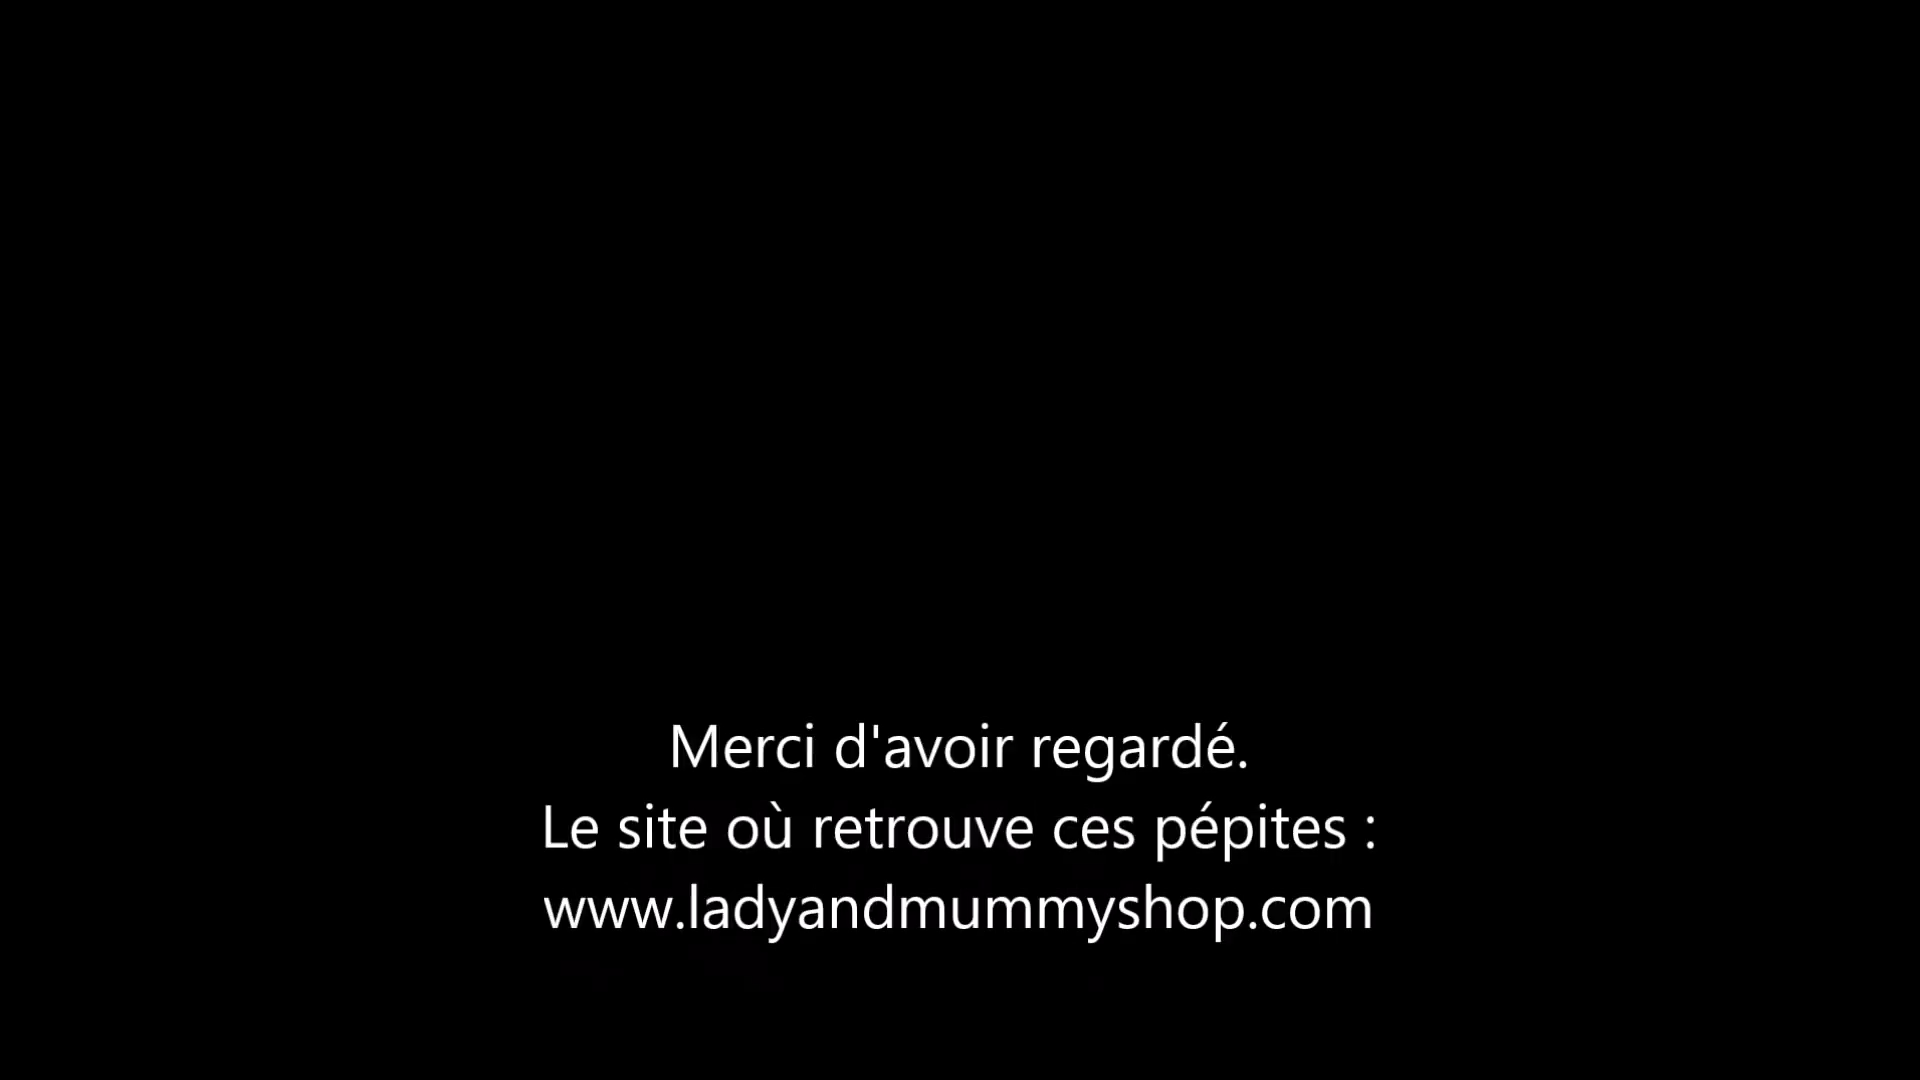 Merci d'avoir regardé.
Le site où retrouve ces pépites :
www.ladyandmummyshop.com